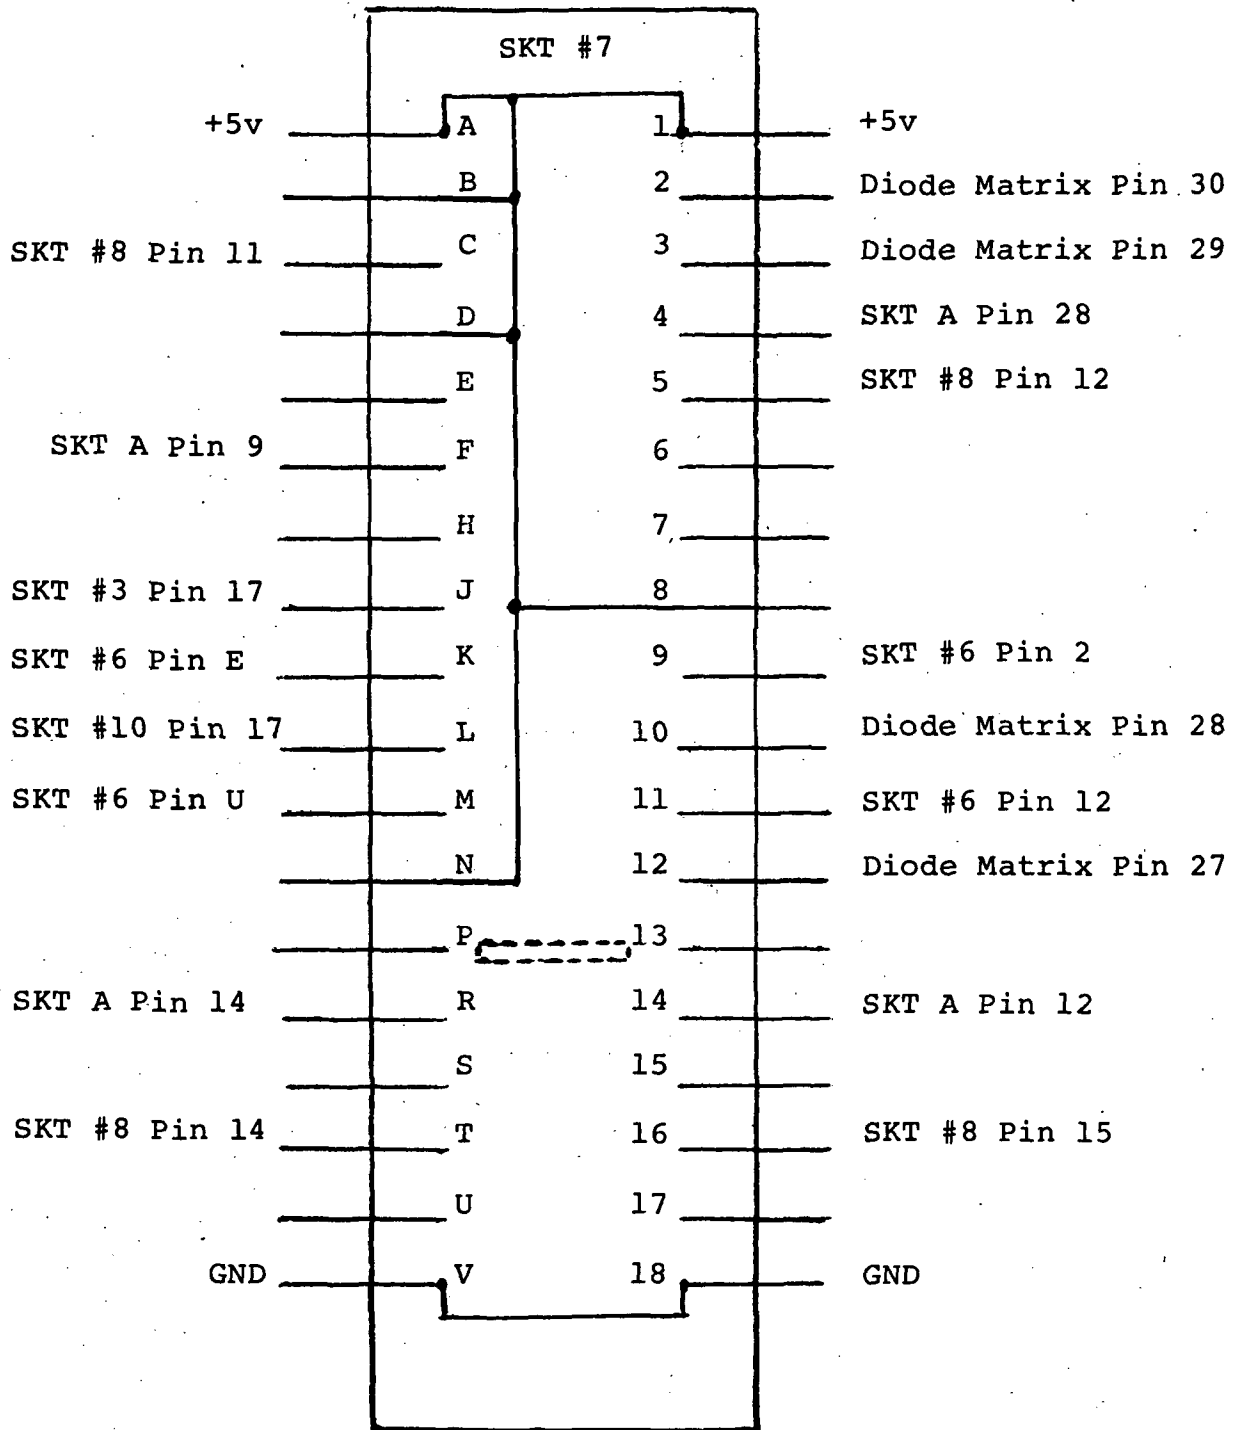 SKT #7
+5v A 1 +5v
B 2 Diode Matrix Pin 30
SKT #8 Pin 11 C 3 Diode Matrix Pin 29
D 4 SKT A Pin 28
E 5 SKT #8 Pin 12
SKT A Pin 9 F 6
H 7
SKT #3 Pin 17 J 8
SKT #6 Pin E K 9 SKT #6 Pin 2
SKT #10 Pin 17 L 10 Diode Matrix Pin 28
SKT #6 Pin U M 11 SKT #6 Pin 12
N 12 Diode Matrix Pin 27
P 13
SKT A Pin 14 R 14 SKT A Pin 12
S 15
SKT #8 Pin 14 T 16 SKT #8 Pin 15
U 17
GND V 18 GND